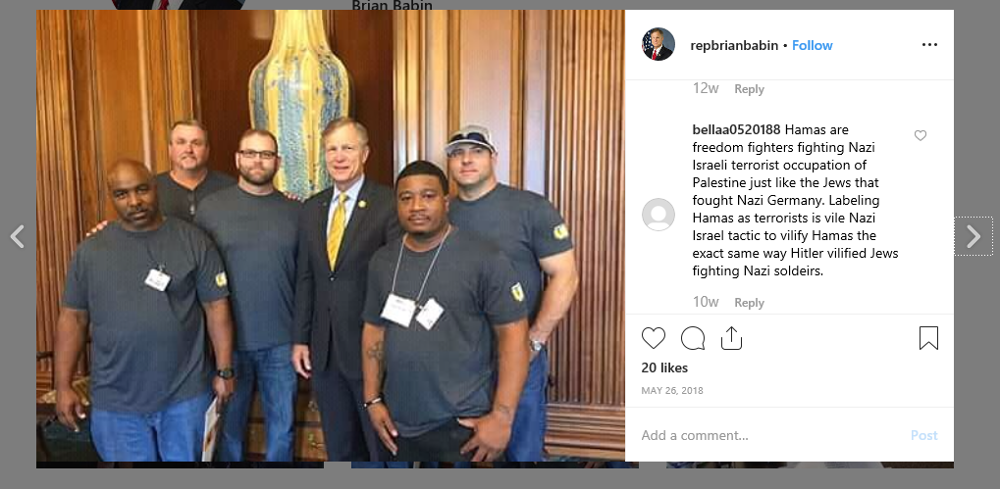 Brian Babin
repbrianbabin • Follow
12w Reply
bellaa0520188 Hamas are
freedom fighters fighting Nazi
Israeli terrorist occupation of
Palestine just like the Jews that
fought Nazi Germany. Labeling
Hamas as terrorists is vile Nazi
Israel tactic to vilify Hamas the
exact same way Hitler vilified Jews
fighting Nazi soldeirs.
10w Reply
20 likes
MAY 26, 2018
Add a comment... Post